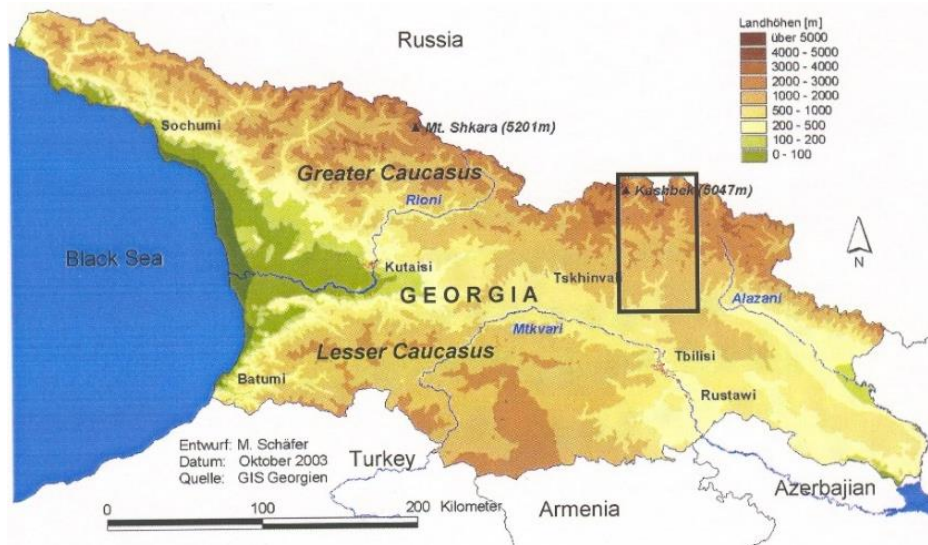 Landhöhen [m]
über 5000
4000 - 5000
3000 - 4000
2000 - 3000
1000 - 2000
500 - 1000
200 - 500
100 - 200
0 - 100
Russia
Sochumi
Mt. Shkara (5201m)
Greater Caucasus
Rioni
Kasbek (5047m)
N
Black Sea
Kutaisi
Tskhinvali
GEORGIA
Alazani
Mtkvari
Lesser Caucasus
Tbilisi
Batumi
Rustawi
Entwurf: M. Schäfer
Datum: Oktober 2003
Quelle: GIS Georgien
Turkey
Azerbaijan
Armenia
0 100 200 Kilometer